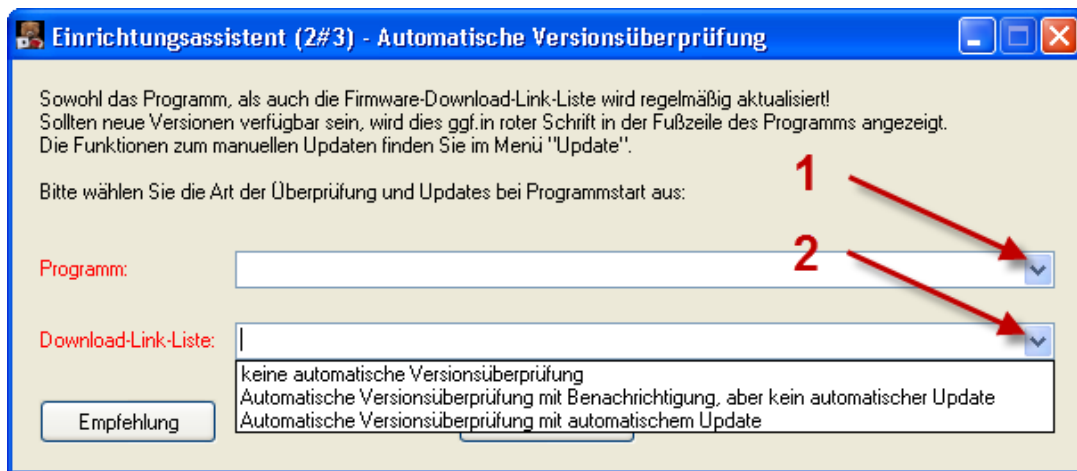 Einrichtungsassistent (2#3) - Automatische Versionsüberprüfung
Sowohl das Programm, als auch die Firmware-Download-Link-Liste wird regelmäßig aktualisiert!
Sollten neue Versionen verfügbar sein, wird dies ggf.in roter Schrift in der Fußzeile des Programms angezeigt.
Die Funktionen zum manuellen Updaten finden Sie im Menü "Update".
Bitte wählen Sie die Art der Überprüfung und Updates bei Programmstart aus:
1
2
Programm:
Download-Link-Liste:
keine automatische Versionsüberprüfung
Automatische Versionsüberprüfung mit Benachrichtigung, aber kein automatischer Update
Automatische Versionsüberprüfung mit automatischem Update
Empfehlung